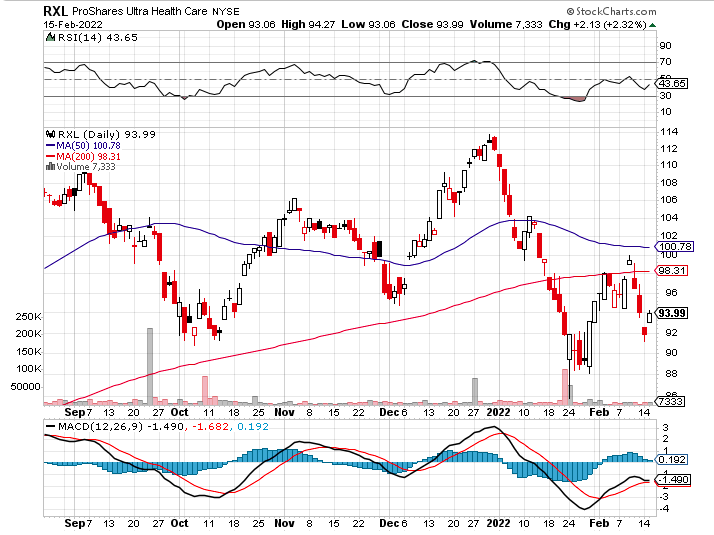 RXL ProShares Ultra Health Care NYSE © StockCharts.com
15-Feb-2022 Open 93.06 High 94.27 Low 93.06 Close 93.99 Volume 7,333 Chg +2.13 (+2.32%)
RSI(14) 43.65
90
70
50
43.65
30
10
RXL (Daily) 93.99
MA(50) 100.78
MA(200) 98.31
Volume 7,333
114
112
110
108
106
104
102
100.78
100
98.31
96
93.99
92
90
88
86
250K
200K
150K
100K
50000
7333
Sep 7 13 20 27 Oct 11 18 25 Nov 8 15 22 Dec 6 13 20 27 2022 10 18 24 Feb 7 14
MACD(12,26,9) -1.490, -1.682, 0.192
3
2
1
0.192
-1.490
-2
-3
-4
Sep 7 13 20 27 Oct 11 18 25 Nov 8 15 22 Dec 6 13 20 27 2022 10 18 24 Feb 7 14